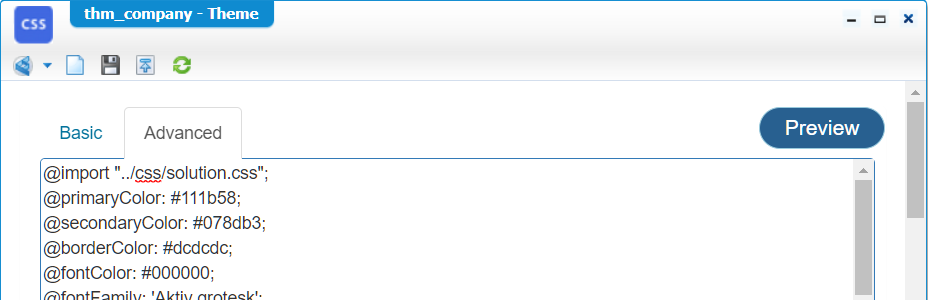 thm_company - Theme
CSS
Basic
Advanced
Preview
@import "../css/solution.css";
@primaryColor: #111b58;
@secondaryColor: #078db3;
@borderColor: #dcdcdc;
@fontColor: #000000;
@fontFamily: 'Aktiv grotesk';